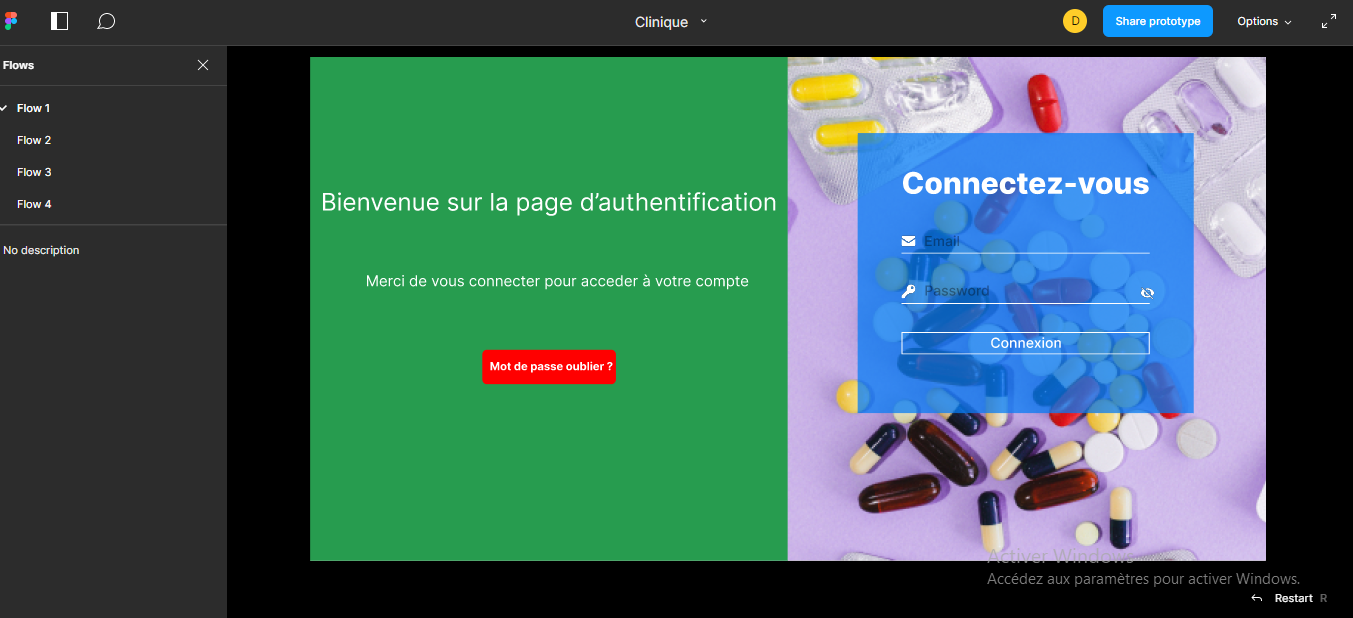 Clinique
D
Share prototype
Options
Flows
Flow 1
Flow 2
Flow 3
Flow 4
No description
Bienvenue sur la page d’authentification
Merci de vous connecter pour acceder à votre compte
Mot de passe oublier ?
Connectez-vous
Email
Password
Connexion
Activer Windows
Accédez aux paramètres pour activer Windows.
Restart R